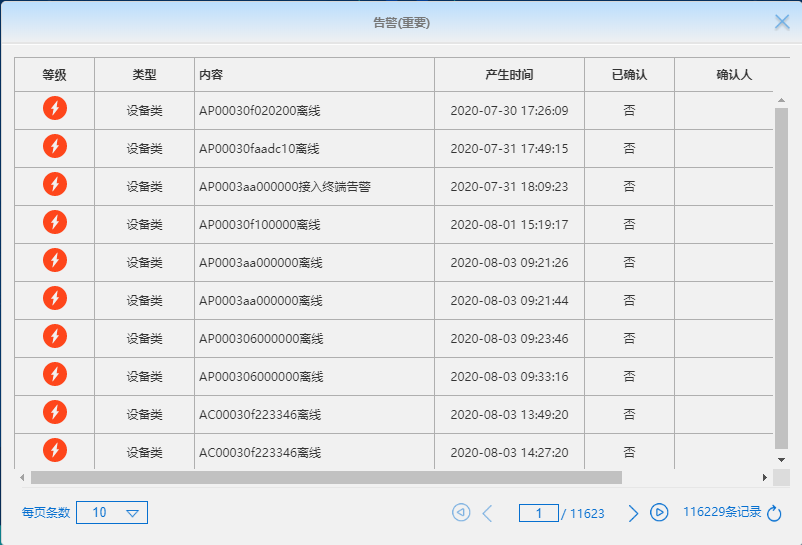 告警(重要)
等级 类型 内容 产生时间 已确认 确认人
设备类 AP00030f020200离线 2020-07-30 17:26:09 否
设备类 AP00030faadc10离线 2020-07-31 17:49:15 否
设备类 AP0003aa000000接入终端告警 2020-07-31 18:09:23 否
设备类 AP00030f100000离线 2020-08-01 15:19:17 否
设备类 AP0003aa000000离线 2020-08-03 09:21:26 否
设备类 AP0003aa000000离线 2020-08-03 09:21:44 否
设备类 AP000306000000离线 2020-08-03 09:23:46 否
设备类 AP000306000000离线 2020-08-03 09:33:16 否
设备类 AC00030f223346离线 2020-08-03 13:49:20 否
设备类 AC00030f223346离线 2020-08-03 14:27:20 否
每页条数 10 1 / 11623 116229条记录